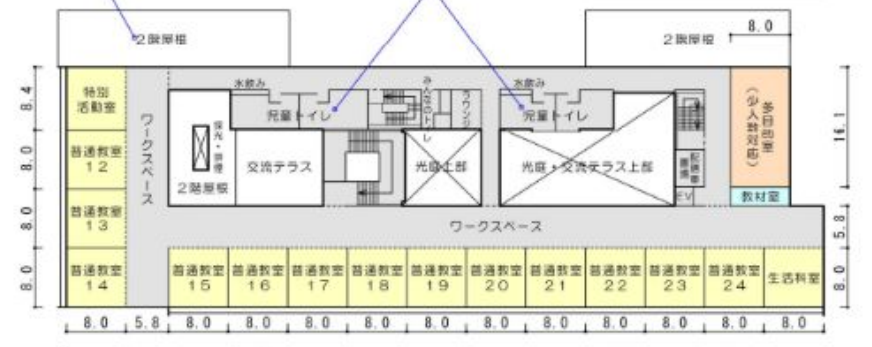 2階屋根
2階屋根
8.0
水飲み
水飲み
特別
活動室
ワークスペース
児童トイレ
みんなのトイレ
ラウンジ
児童トイレ
多目的室
(少人数対応)
普通教室
12
採光・排煙
2階屋根
交流テラス
光庭上部
光庭・交流テラス上部
配膳車
教材室
EV
普通教室
13
ワークスペース
普通教室
14
普通教室
15
普通教室
16
普通教室
17
普通教室
18
普通教室
19
普通教室
20
普通教室
21
普通教室
22
普通教室
23
普通教室
24
生活科室
8.4
8.0
8.0
8.0
16.1
5.8
8.0
8.0
5.8
8.0
8.0
8.0
8.0
8.0
8.0
8.0
8.0
8.0
8.0
8.0